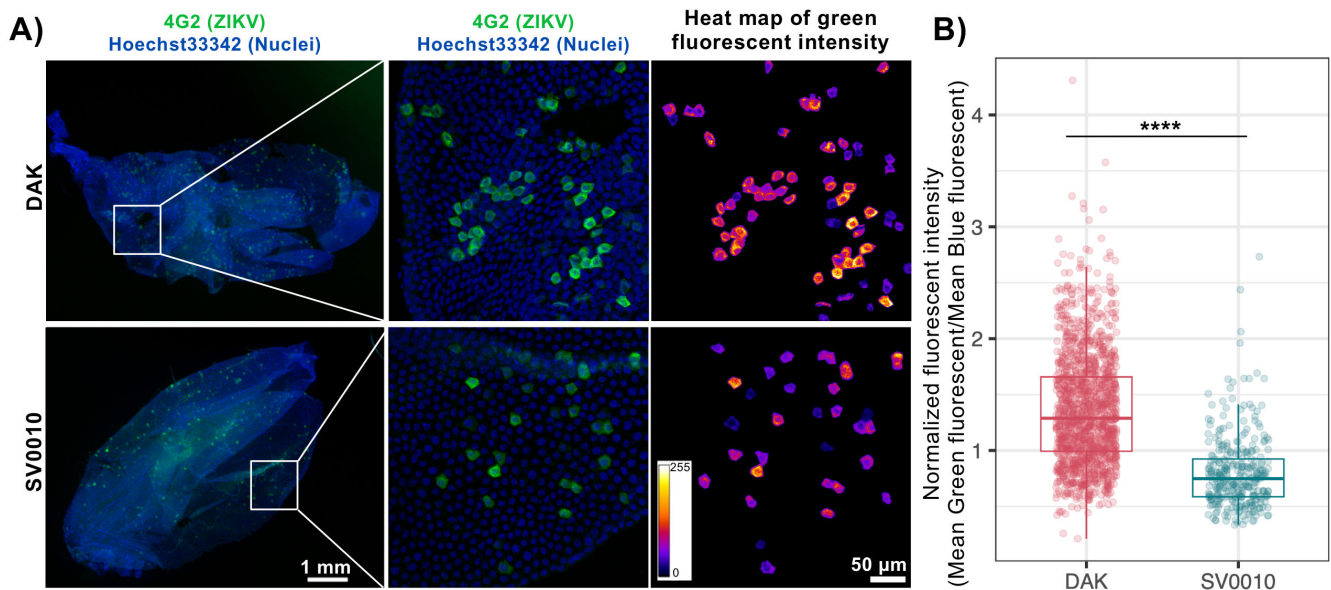 A)
4G2 (ZIKV)
Hoechst33342 (Nuclei)
4G2 (ZIKV)
Hoechst33342 (Nuclei)
Heat map of green
fluorescent intensity
DAK
SV0010
1 mm
255
0
50 µm
B)
Normalized fluorescent intensity
(Mean Green fluorescent/Mean Blue fluorescent)
4
3
2
1
****
DAK
SV0010